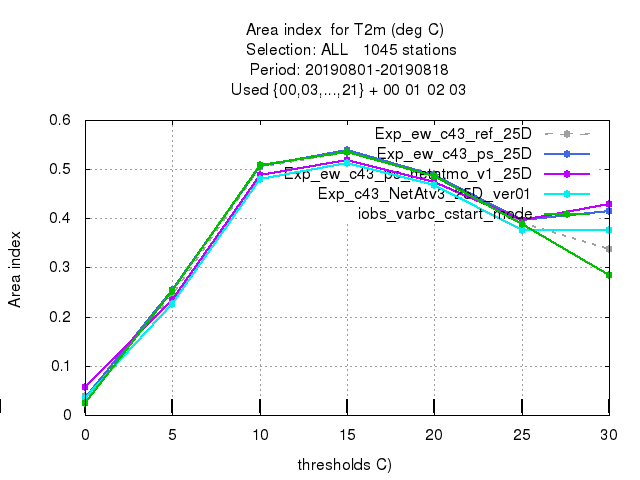 Area index for T2m (deg C)
Selection: ALL 1045 stations
Period: 20190801-20190818
Used {00,03,...,21} + 00 01 02 03
0.6
0.5
0.4
0.3
0.2
0.1
0
Area index
Exp_ew_c43_ref_25D
Exp_ew_c43_ps_25D
Exp_ew_c43_ps_netatmo_v1_25D
Exp_c43_NetAtv3_25D_ver01
iobs_varbc_cstart_mode
0 5 10 15 20 25 30
thresholds C)